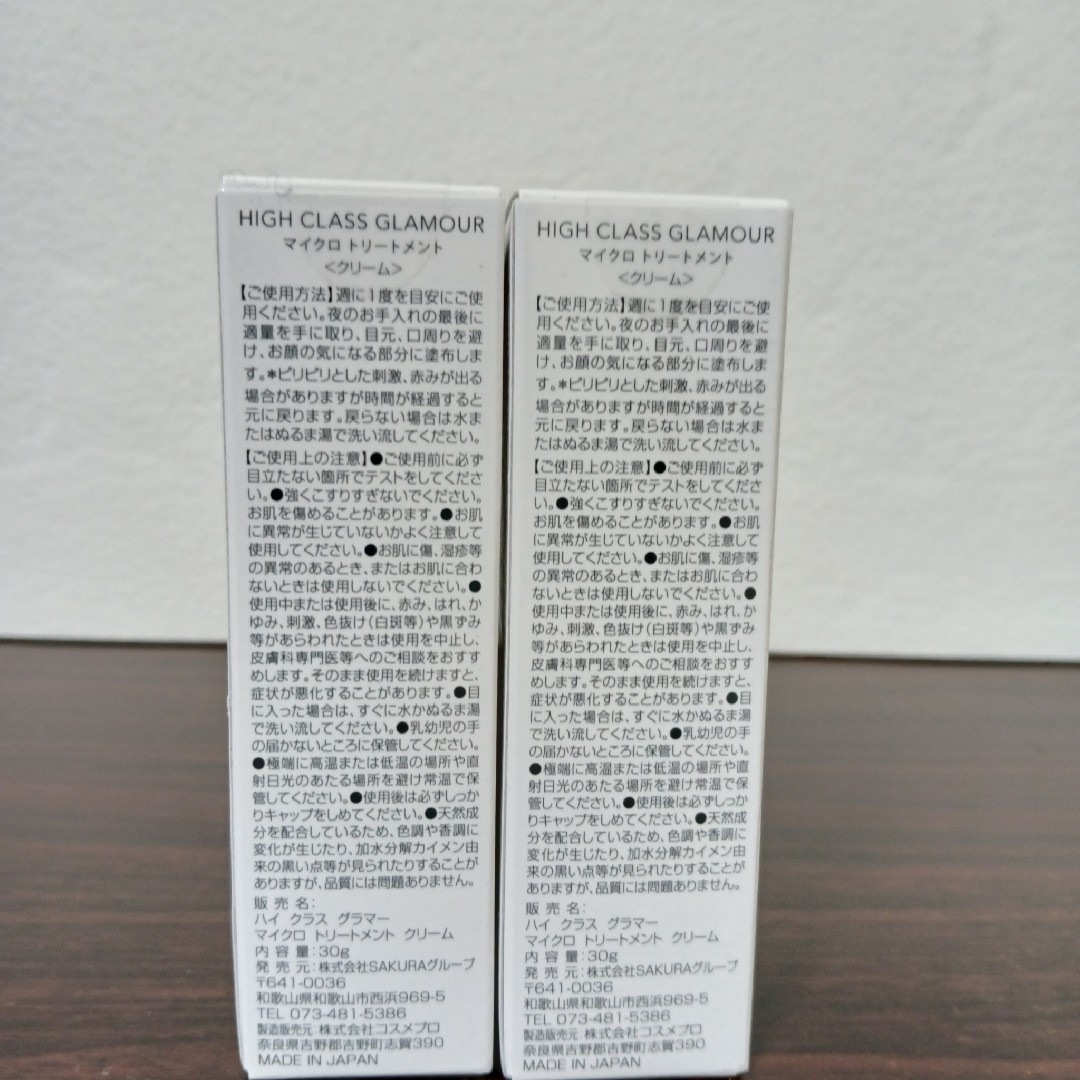 HIGH CLASS GLAMOUR
マイクロ トリートメント
<クリーム>
【ご使用方法】週に1度を目安にご使
用ください。夜のお手入れの最後に
適量を手に取り、目元、口周りを避
け、お顔の気になる部分に塗布しま
す。*ピリピリとした刺激、赤みが出る
場合がありますが時間が経過すると
元に戻ります。戻らない場合は水ま
たはぬるま湯で洗い流してください。
【ご使用上の注意】●ご使用前に必ず
目立たない箇所でテストをしてくださ
い。●強くこすりすぎないでください。
お肌を傷めることがあります。●お肌
に異常が生じていないかよく注意して
使用してください。●お肌に傷、湿疹等
の異常のあるとき、またはお肌に合わ
ないときは使用しないでください。●
使用中または使用後に、赤み、はれ、か
ゆみ、刺激、色抜け(白斑等)や黒ずみ
等があらわれたときは使用を中止し、
皮膚科専門医等へのご相談をおすす
めします。そのまま使用を続けますと、
症状が悪化することがあります。●目
に入った場合は、すぐに水かぬるま湯
で洗い流してください。●乳幼児の手
の届かないところに保管してください。
●極端に高温または低温の場所や直
射日光のあたる場所を避け常温で保
管してください。●使用後は必ずしっか
りキャップをしめてください。●天然成
分を配合しているため、色調や香調に
変化が生じたり、加水分解カイメン由
来の黒い点等が見られたりすることが
ありますが、品質には問題ありません。
販売名:
ハイ クラス グラマー
マイクロ トリートメント クリーム
内容量:30g
発売元:株式会社SAKURAグループ
〒641-0036
和歌山県和歌山市西浜969-5
TEL 073-481-5386
製造販売元:株式会社コスメプロ
奈良県吉野郡吉野町志賀390
MADE IN JAPAN
HIGH CLASS GLAMOUR
マイクロ トリートメント
<クリーム>
【ご使用方法】週に1度を目安にご使
用ください。夜のお手入れの最後に
適量を手に取り、目元、口周りを避
け、お顔の気になる部分に塗布しま
す。*ピリピリとした刺激、赤みが出る
場合がありますが時間が経過すると
元に戻ります。戻らない場合は水ま
たはぬるま湯で洗い流してください。
【ご使用上の注意】●ご使用前に必ず
目立たない箇所でテストをしてくださ
い。●強くこすりすぎないでください。
お肌を傷めることがあります。●お肌
に異常が生じていないかよく注意して
使用してください。●お肌に傷、湿疹等
の異常のあるとき、またはお肌に合わ
ないときは使用しないでください。●
使用中または使用後に、赤み、はれ、か
ゆみ、刺激、色抜け(白斑等)や黒ずみ
等があらわれたときは使用を中止し、
皮膚科専門医等へのご相談をおすす
めします。そのまま使用を続けますと、
症状が悪化することがあります。●目
に入った場合は、すぐに水かぬるま湯
で洗い流してください。●乳幼児の手
の届かないところに保管してください。
●極端に高温または低温の場所や直
射日光のあたる場所を避け常温で保
管してください。●使用後は必ずしっか
りキャップをしめてください。●天然成
分を配合しているため、色調や香調に
変化が生じたり、加水分解カイメン由
来の黒い点等が見られたりすることが
ありますが、品質には問題ありません。
販売名:
ハイ クラス グラマー
マイクロ トリートメント クリーム
内容量:30g
発売元:株式会社SAKURAグループ
〒641-0036
和歌山県和歌山市西浜969-5
TEL 073-481-5386
製造販売元:株式会社コスメプロ
奈良県吉野郡吉野町志賀390
MADE IN JAPAN